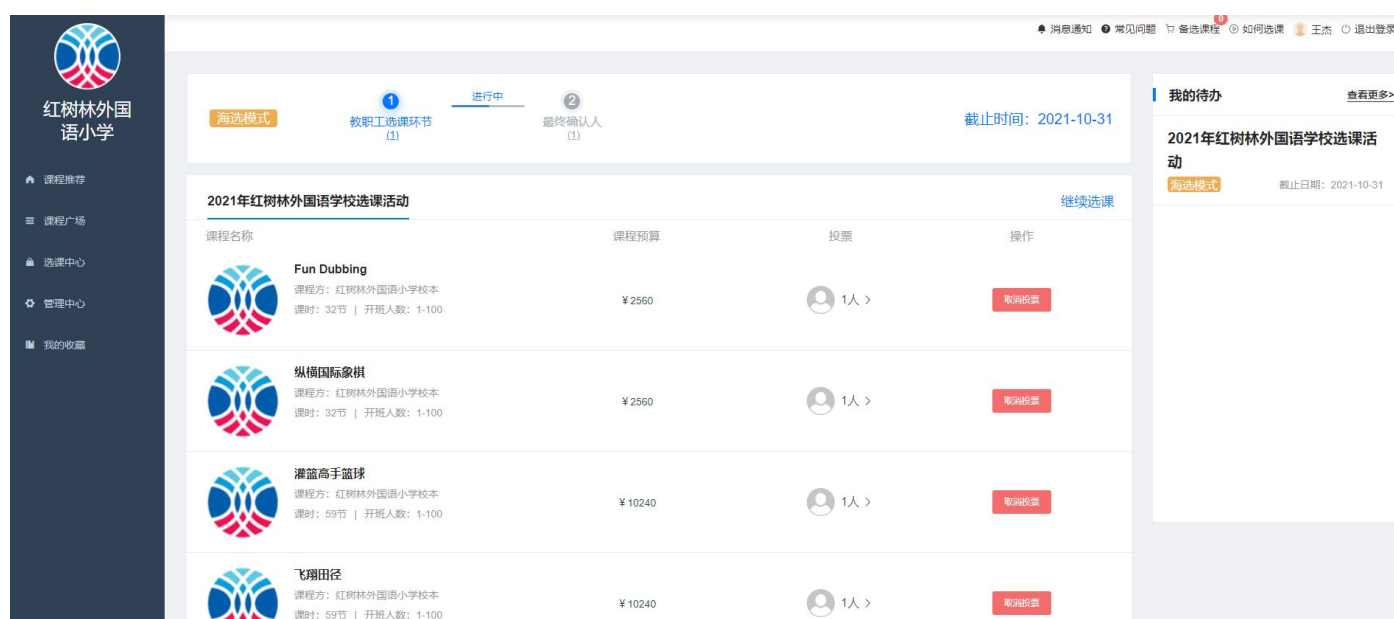 消息通知 常见问题 备选课程 0 如何选课 王杰 退出登录
红树林外国
语小学
课程推荐
课程广场
选课中心
管理中心
我的收藏
海选模式
1
教职工选课环节
(1)
进行中
2
最终确认人
(1)
截止时间：2021-10-31
2021年红树林外国语学校选课活动
继续选课
课程名称 课程预算 投票 操作
Fun Dubbing
课程方：红树林外国语小学校本
课时：32节 | 开班人数：1-100
¥2560 1人 > 取消投票
纵横国际象棋
课程方：红树林外国语小学校本
课时：32节 | 开班人数：1-100
¥2560 1人 > 取消投票
灌篮高手篮球
课程方：红树林外国语小学校本
课时：59节 | 开班人数：1-100
¥10240 1人 > 取消投票
飞翔田径
课程方：红树林外国语小学校本
课时：59节 | 开班人数：1-100
¥10240 1人 > 取消投票
我的待办 查看更多>
2021年红树林外国语学校选课活
动
海选模式 截止日期：2021-10-31